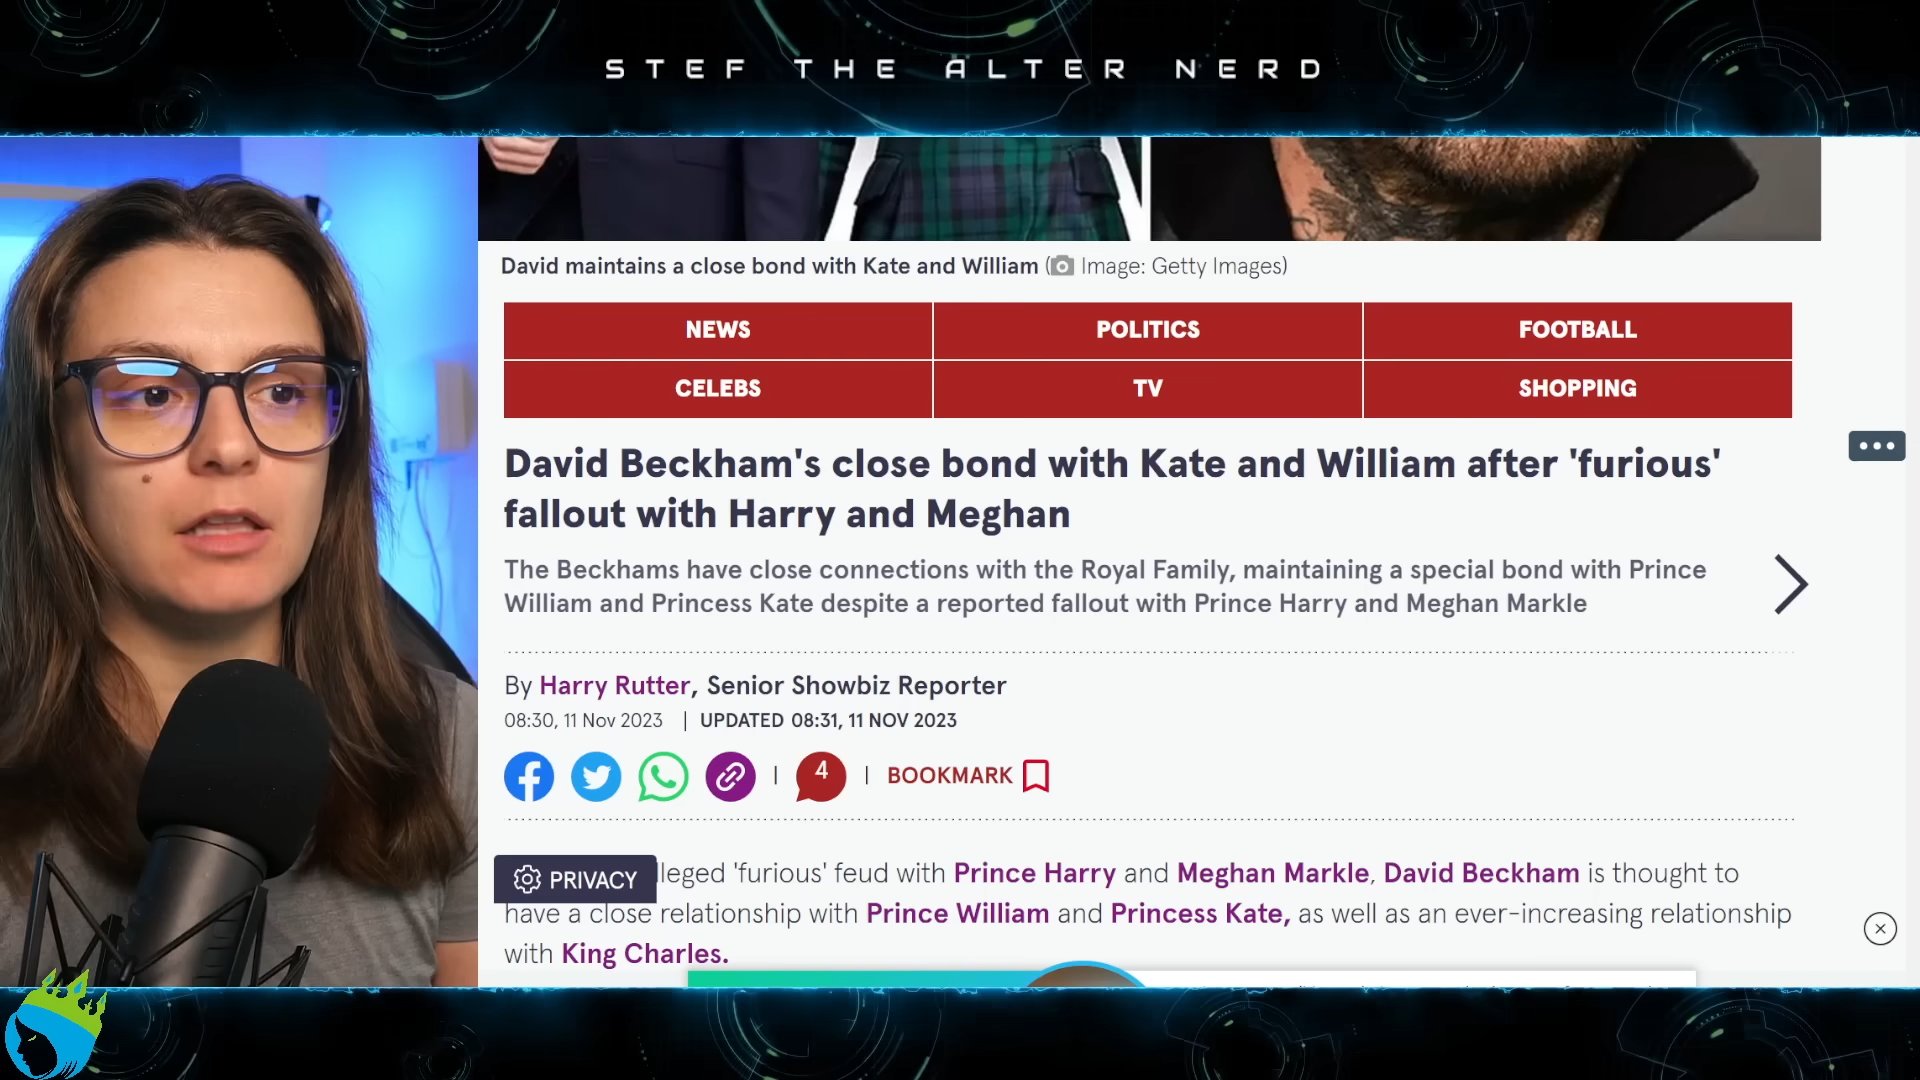 STEF THE ALTER NERD
David maintains a close bond with Kate and William (Image: Getty Images)
NEWS
POLITICS
FOOTBALL
CELEBS
TV
SHOPPING
David Beckham's close bond with Kate and William after 'furious'
fallout with Harry and Meghan
The Beckhams have close connections with the Royal Family, maintaining a special bond with Prince
William and Princess Kate despite a reported fallout with Prince Harry and Meghan Markle
By Harry Rutter, Senior Showbiz Reporter
08:30, 11 Nov 2023 | UPDATED 08:31, 11 NOV 2023
4
BOOKMARK
PRIVACY
lleged 'furious' feud with Prince Harry and Meghan Markle, David Beckham is thought to
have a close relationship with Prince William and Princess Kate, as well as an ever-increasing relationship
with King Charles.